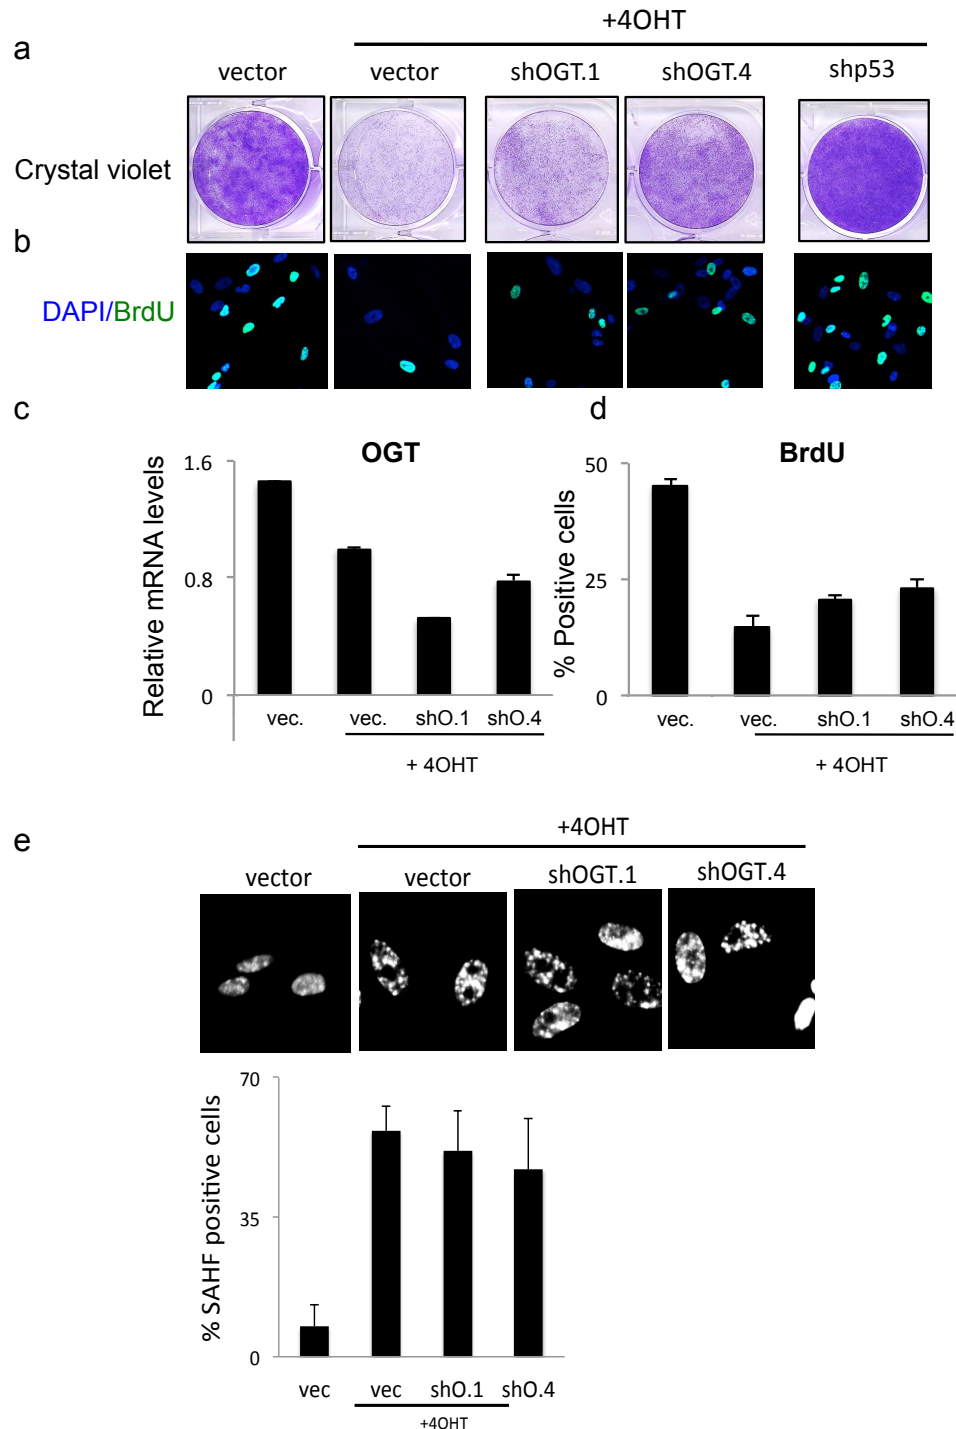 +4OHT
a
vector vector shOGT.1 shOGT.4 shp53
Crystal violet
b
DAPI/BrdU
c
OGT
Relative mRNA levels
1.6
0.8
0
vec. vec. shO.1 shO.4
+ 4OHT
d
BrdU
% Positive cells
50
25
0
vec. vec. shO.1 shO.4
+ 4OHT
e
+4OHT
vector vector shOGT.1 shOGT.4
% SAHF positive cells
70
35
0
vec vec shO.1 shO.4
+4OHT